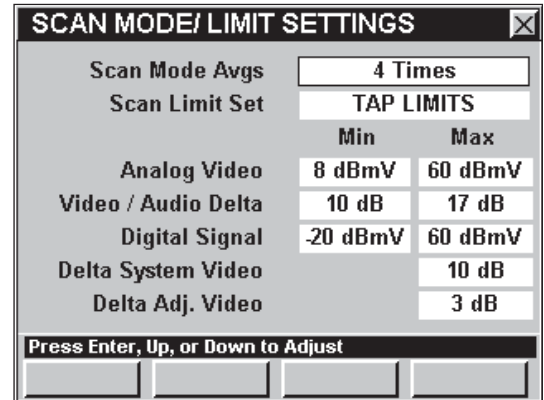 SCAN MODE/ LIMIT SETTINGS
Scan Mode Avgs 4 Times
Scan Limit Set TAP LIMITS
Min Max
Analog Video 8 dBmV 60 dBmV
Video / Audio Delta 10 dB 17 dB
Digital Signal -20 dBmV 60 dBmV
Delta System Video 10 dB
Delta Adj. Video 3 dB
Press Enter, Up, or Down to Adjust